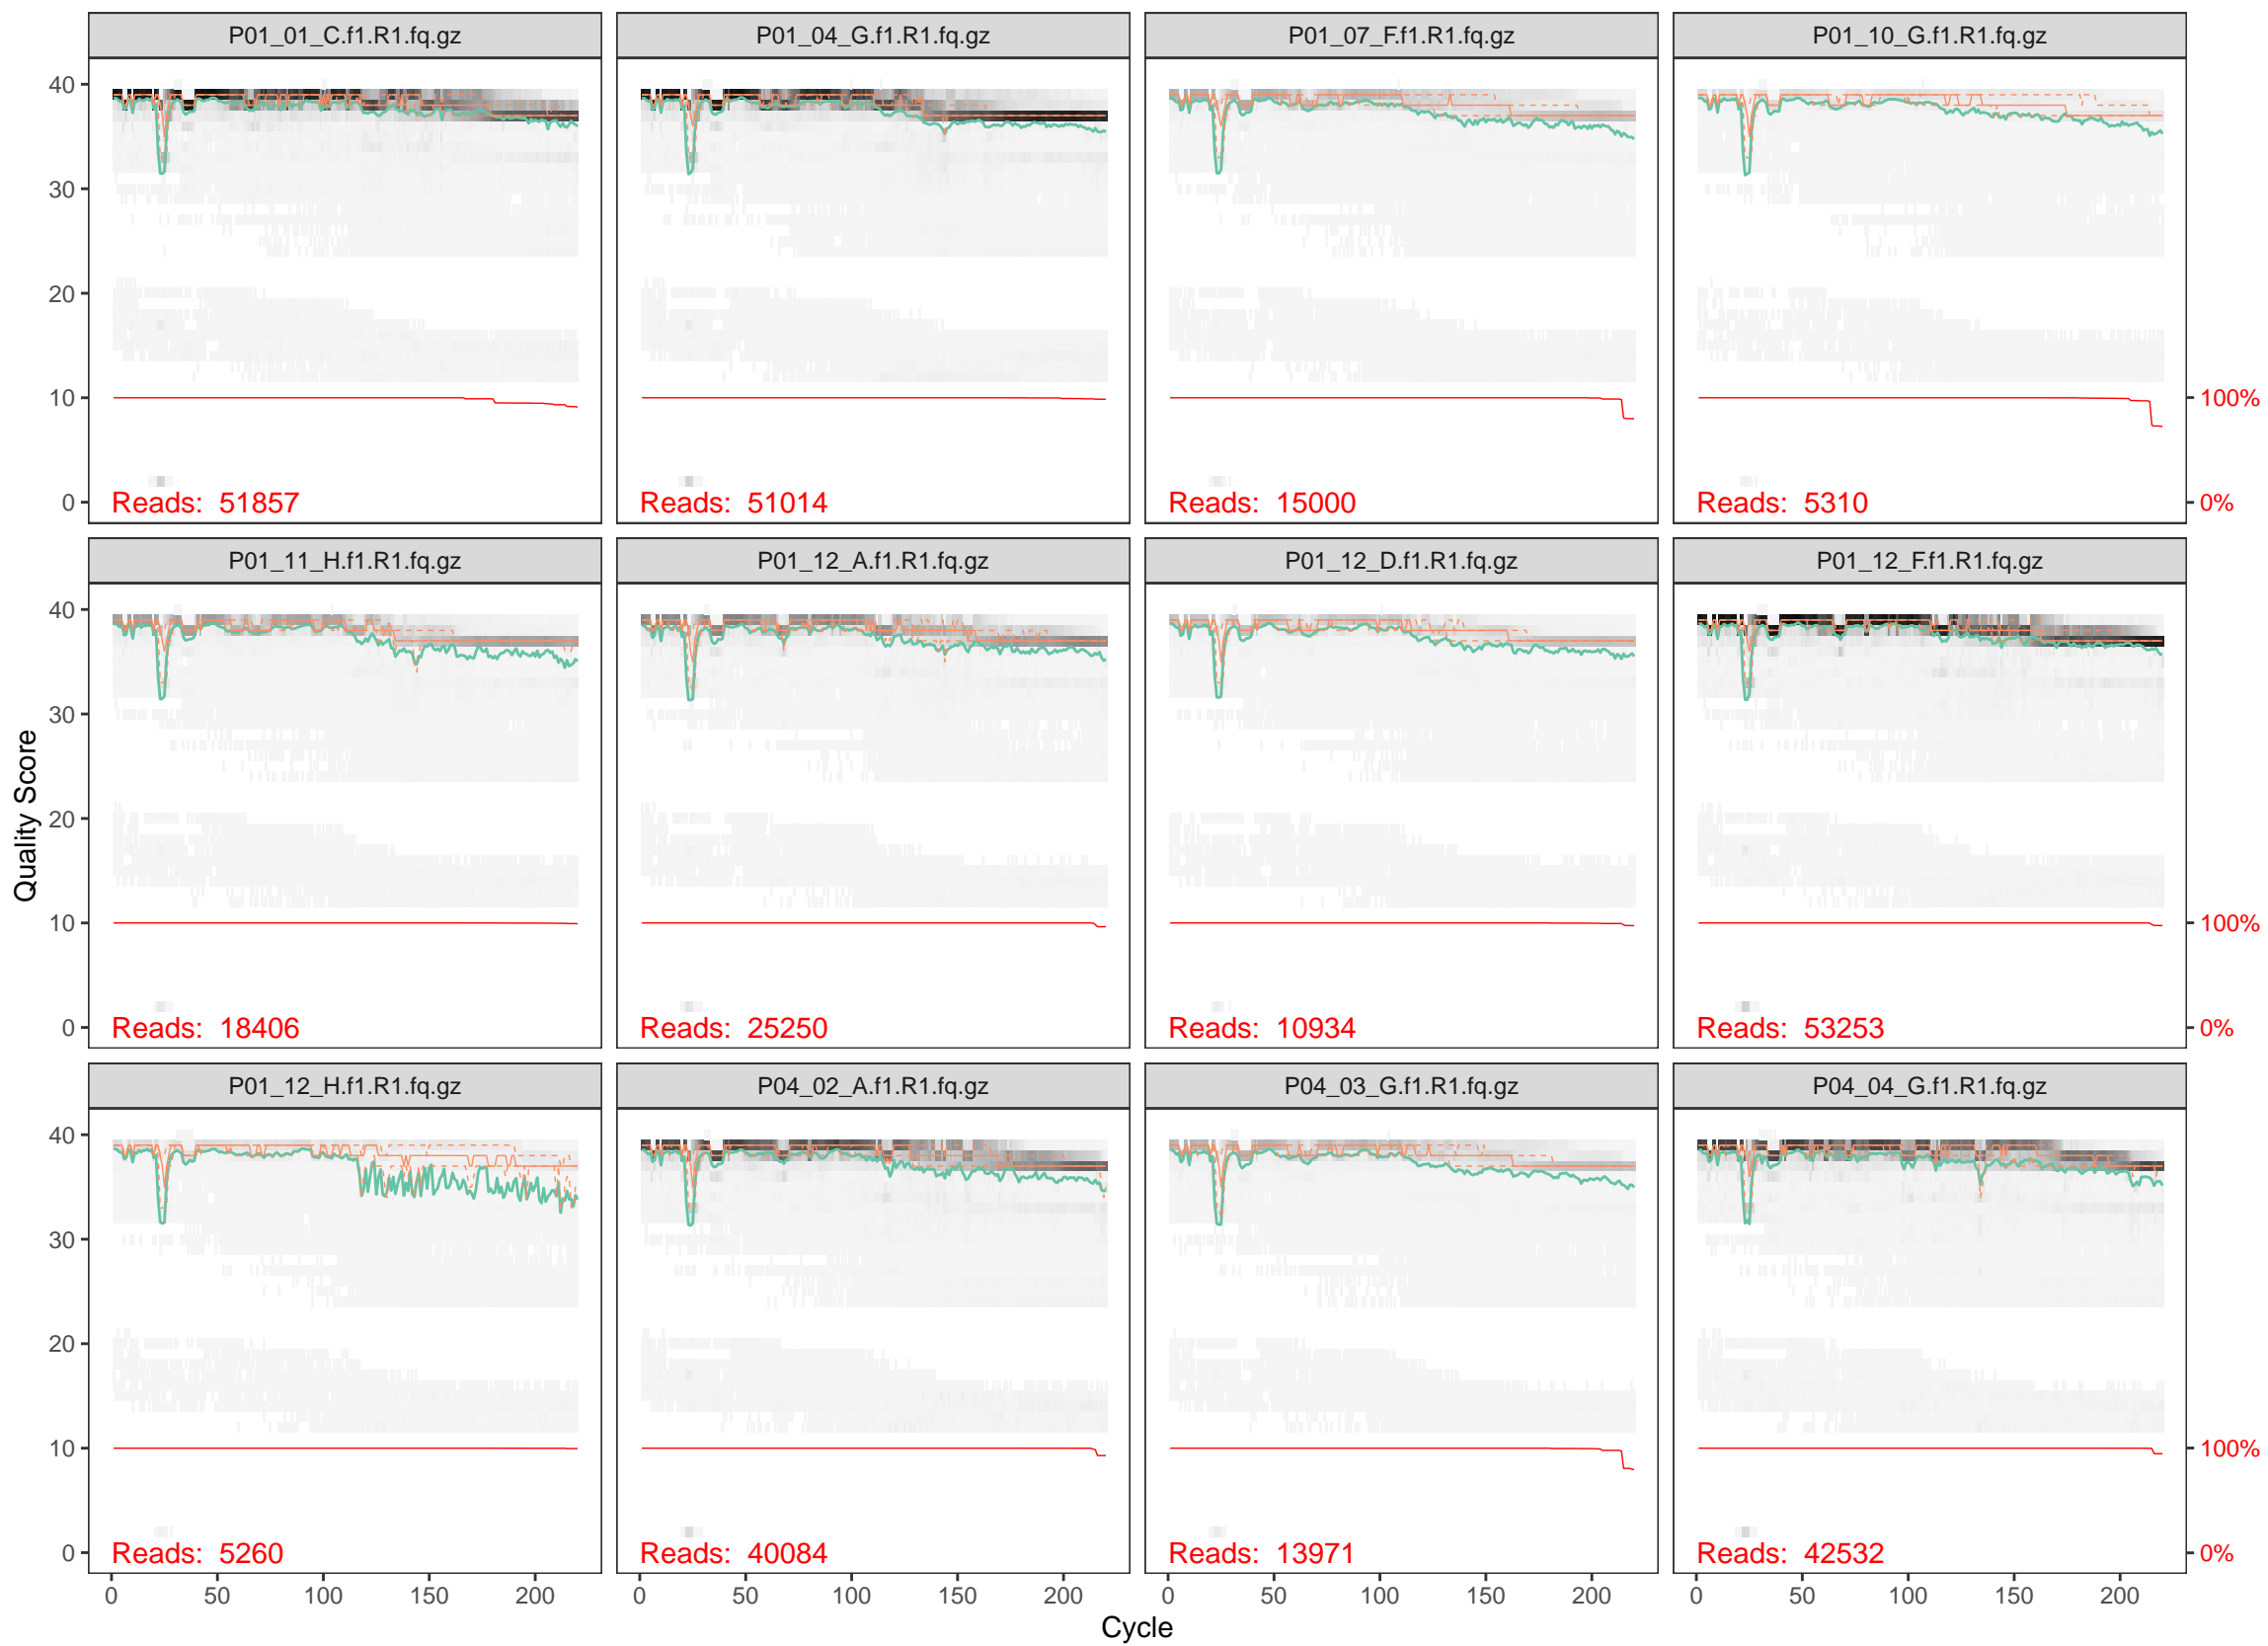 P01_01_C.f1.R1.fq.gz
P01_04_G.f1.R1.fq.gz
P01_07_F.f1.R1.fq.gz
P01_10_G.f1.R1.fq.gz
40
30
20
10
0
100%
0%
Reads: 51857
Reads: 51014
Reads: 15000
Reads: 5310
P01_11_H.f1.R1.fq.gz
P01_12_A.f1.R1.fq.gz
P01_12_D.f1.R1.fq.gz
P01_12_F.f1.R1.fq.gz
40
30
20
10
0
100%
0%
Quality Score
Reads: 18406
Reads: 25250
Reads: 10934
Reads: 53253
P01_12_H.f1.R1.fq.gz
P04_02_A.f1.R1.fq.gz
P04_03_G.f1.R1.fq.gz
P04_04_G.f1.R1.fq.gz
40
30
20
10
0
100%
0%
Reads: 5260
Reads: 40084
Reads: 13971
Reads: 42532
0 50 100 150 200
0 50 100 150 200
0 50 100 150 200
0 50 100 150 200
Cycle